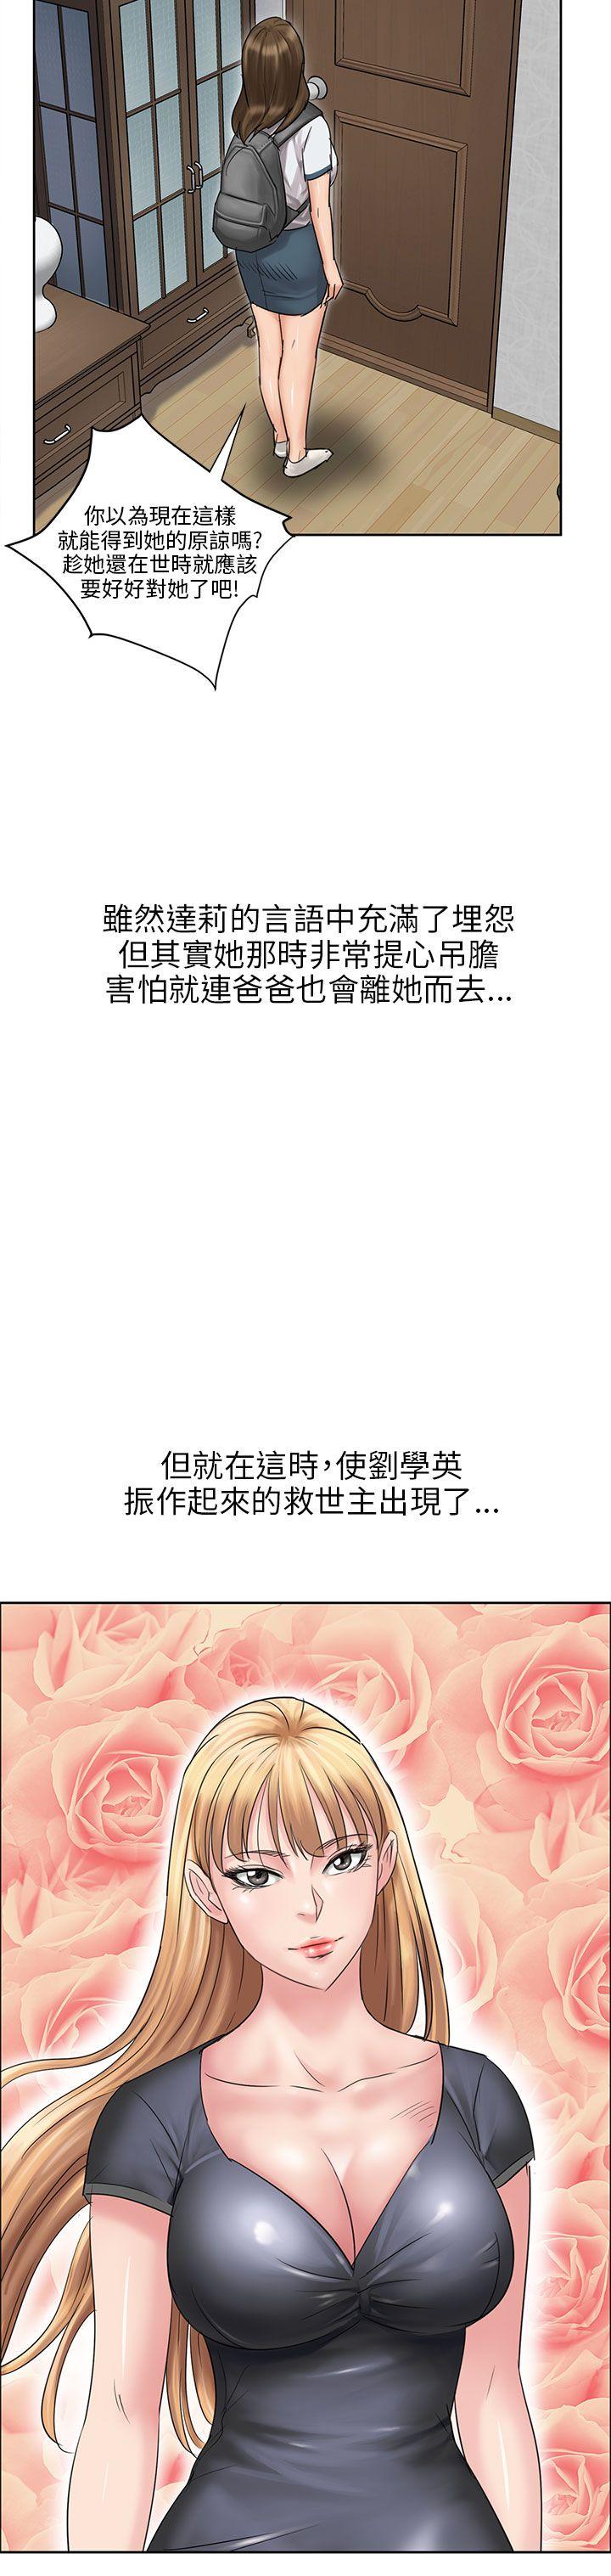 你以為現在這樣
就能得到她的原諒嗎?
趁她還在世時就應該
要好好對她了吧!
雖然達莉的言語中充滿了埋怨
但其實她那時非常提心吊膽
害怕就連爸爸也會離她而去...
但就在這時,使劉學英
振作起來的救世主出現了...